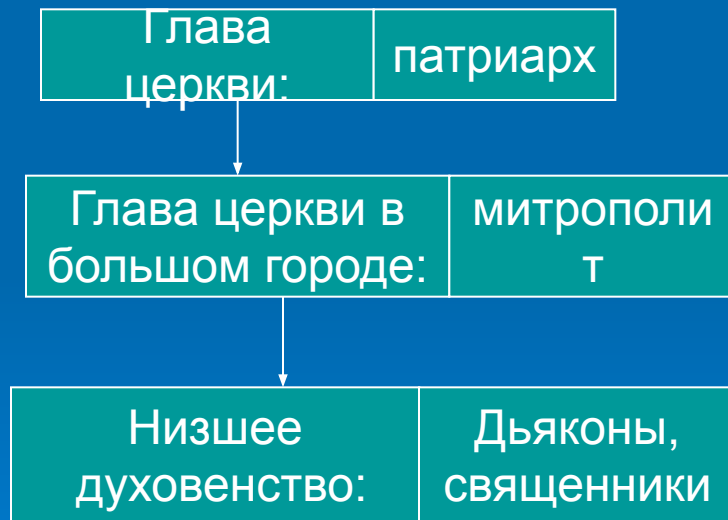 Глава
церкви:
патриарх
Глава церкви в
большом городе:
митрополи
т
Низшее
духовенство:
Дьяконы,
священники